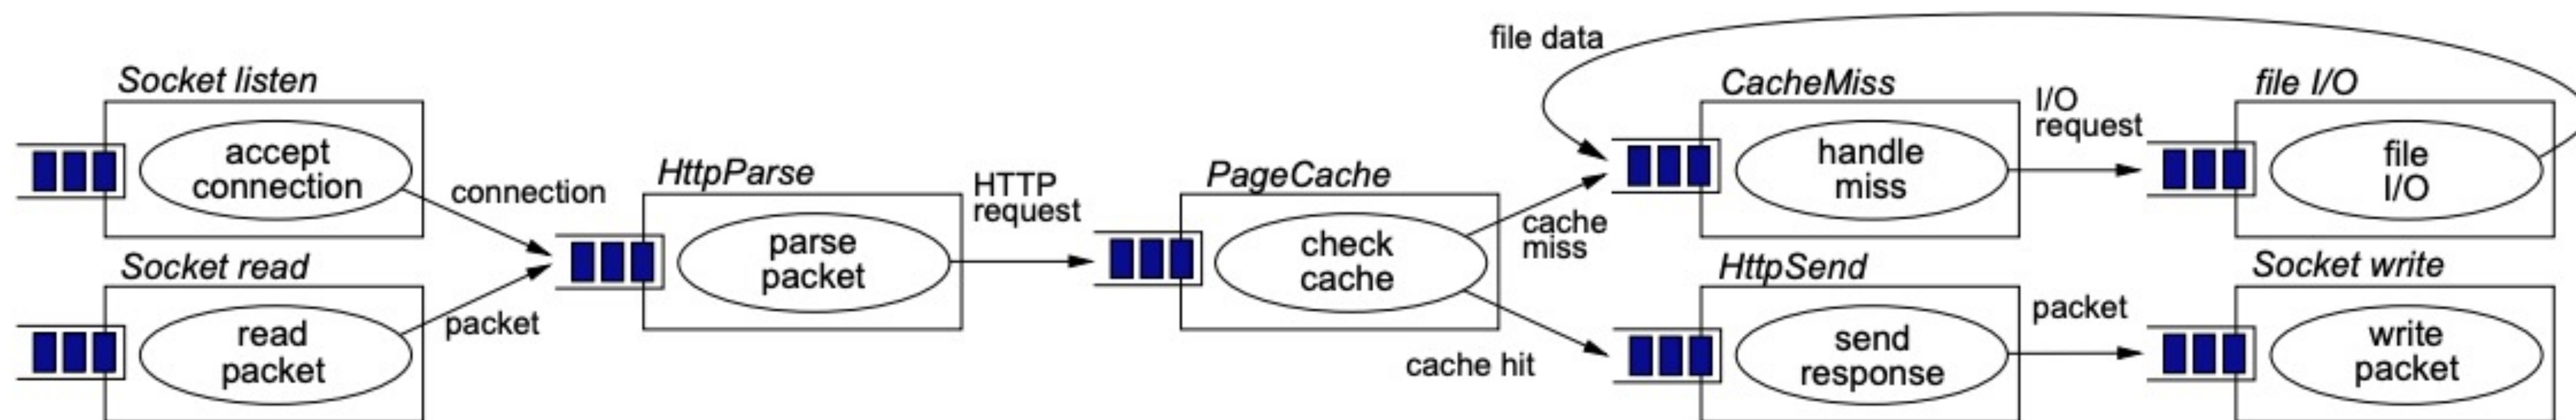 Socket listen
accept
connection
connection
Socket read
read
packet
packet
HttpParse
parse
packet
HTTP
request
PageCache
check
cache
cache
miss
cache hit
file data
CacheMiss
handle
miss
I/O
request
file I/O
file
I/O
HttpSend
send
response
packet
Socket write
write
packet